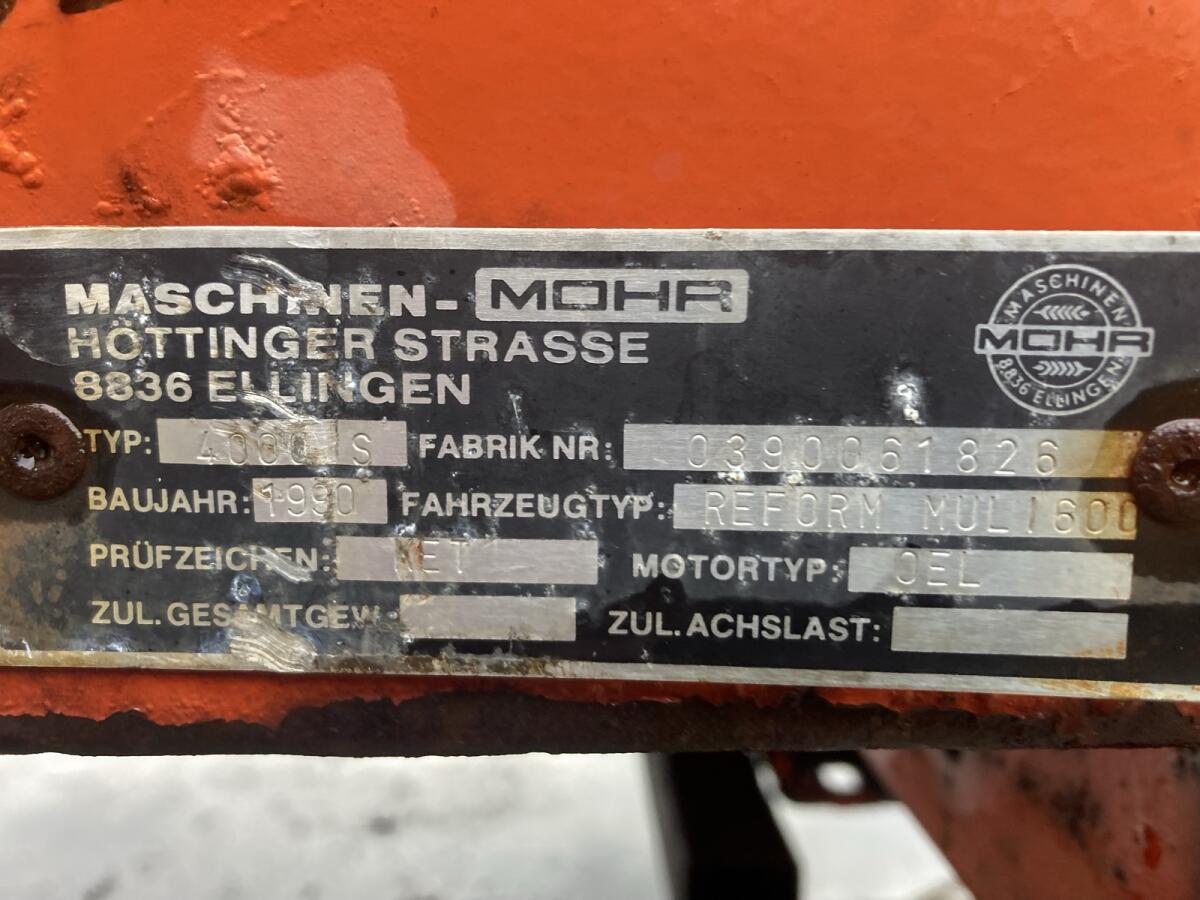 MASCHINEN-MOHR
HÖTTINGER STRASSE
8836 ELLINGEN
MASCHINEN
MOHR
8836 ELLINGEN
TYP: 4000 S FABRIK NR: 0390061826
BAUJAHR: 1990 FAHRZEUGTYP: REFORM MULI600
PRÜFZEICHEN: MOTORTYP: OEL
ZUL.GESAMTGEW. ZUL.ACHSLAST: